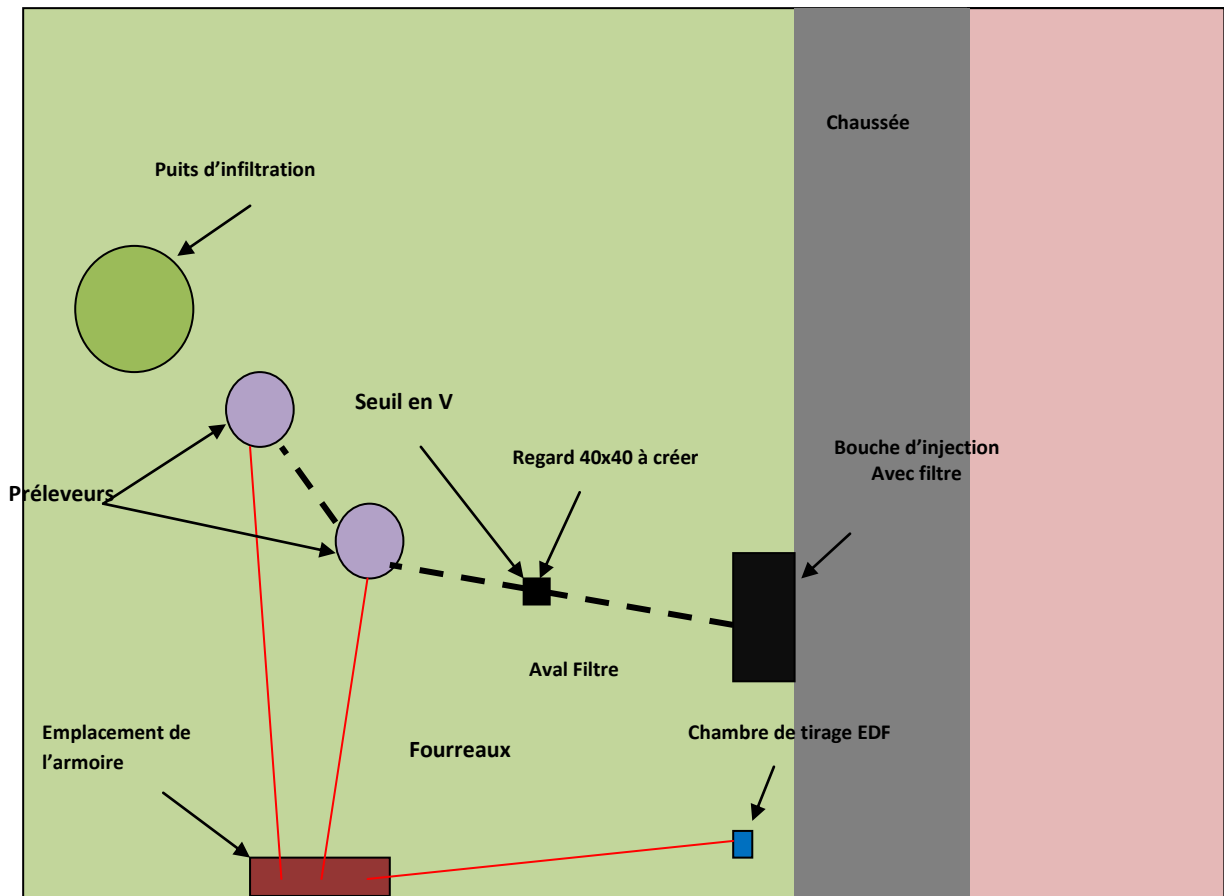 Chaussée
Puits d’infiltration
Seuil en V
Regard 40x40 à créer
Bouche d’injection
Avec filtre
Préleveurs
Aval Filtre
Emplacement de
l’armoire
Fourreaux
Chambre de tirage EDF